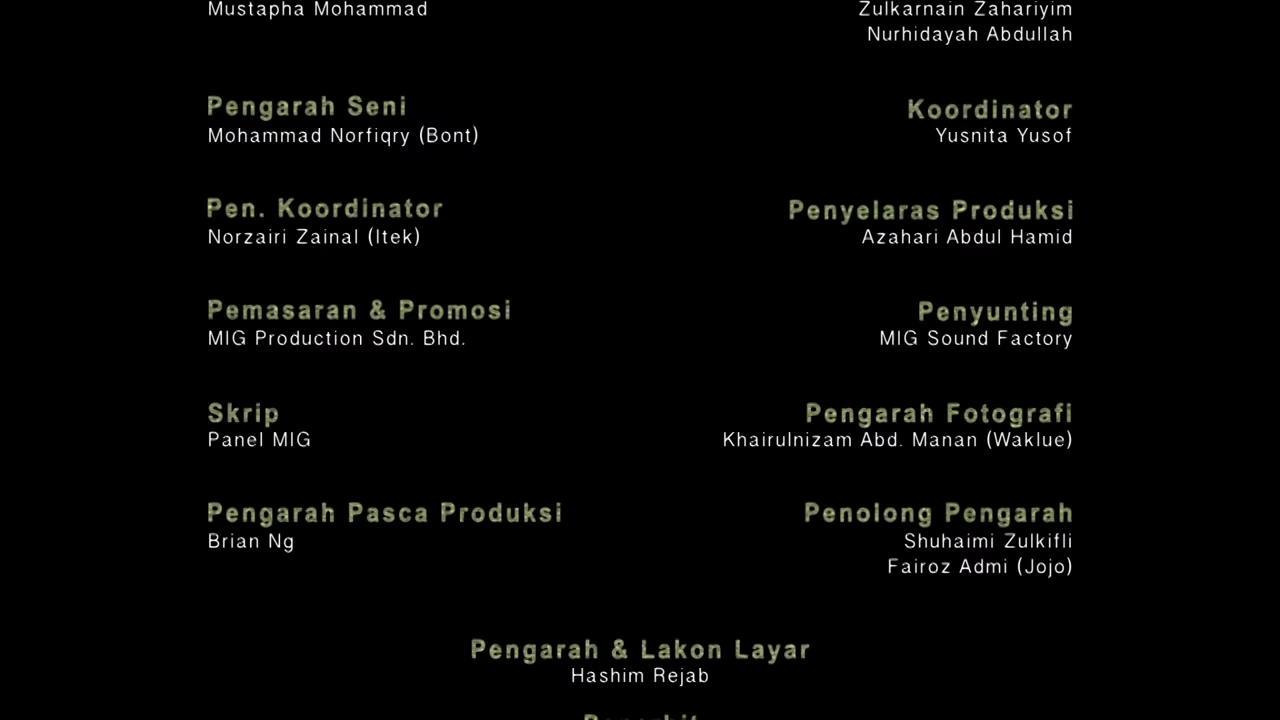 Mustapha Mohammad
Zulkarnain Zahariyim
Nurhidayah Abdullah
Pengarah Seni
Mohammad Norfiqry (Bont)
Koordinator
Yusnita Yusof
Pen. Koordinator
Norzairi Zainal (Itek)
Penyelaras Produksi
Azahari Abdul Hamid
Pemasaran & Promosi
MIG Production Sdn. Bhd.
Penyunting
MIG Sound Factory
Skrip
Panel MIG
Pengarah Fotografi
Khairulnizam Abd. Manan (Waklue)
Pengarah Pasca Produksi
Brian Ng
Penolong Pengarah
Shuhaimi Zulkifli
Fairoz Admi (Jojo)
Pengarah & Lakon Layar
Hashim Rejab